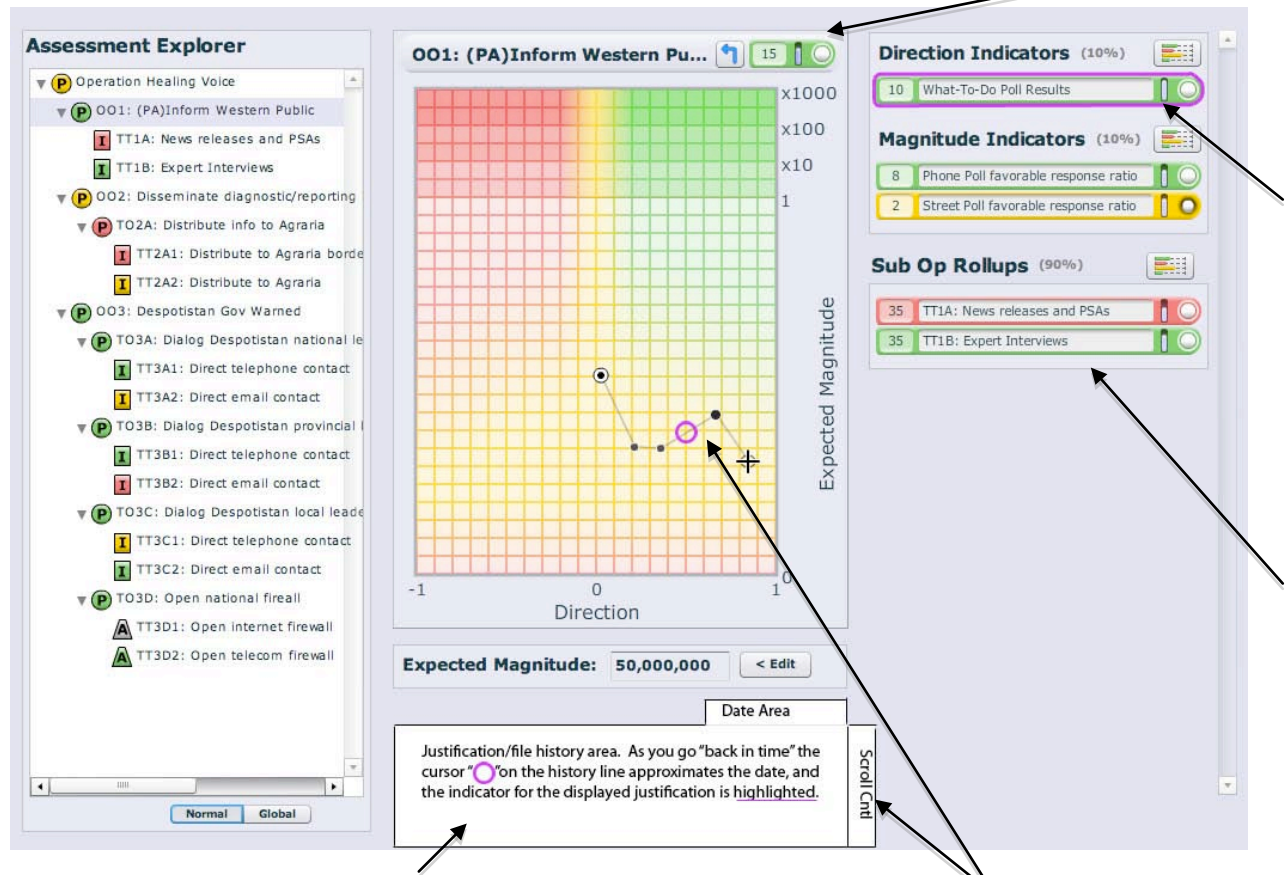 Assessment Explorer
P Operation Healing Voice
P OO1: (PA)Inform Western Public
I TT1A: News releases and PSAs
I TT1B: Expert Interviews
P OO2: Disseminate diagnostic/reporting
P TO2A: Distribute info to Agraria
I TT2A1: Distribute to Agraria borde
I TT2A2: Distribute to Agraria
P OO3: Despotistan Gov Warned
P TO3A: Dialog Despotistan national le
I TT3A1: Direct telephone contact
I TT3A2: Direct email contact
P TO3B: Dialog Despotistan provincial l
I TT3B1: Direct telephone contact
I TT3B2: Direct email contact
P TO3C: Dialog Despotistan local leade
I TT3C1: Direct telephone contact
I TT3C2: Direct email contact
P TO3D: Open national fireall
A TT3D1: Open internet firewall
A TT3D2: Open telecom firewall
Normal Global
OO1: (PA)Inform Western Pu... 15
x1000
x100
x10
1
Expected Magnitude
0
-1 0 1
Direction
Expected Magnitude: 50,000,000 < Edit
Date Area
Justification/file history area. As you go "back in time" the
cursor " " on the history line approximates the date, and
the indicator for the displayed justification is highlighted.
Scroll Cntl
Direction Indicators (10%)
10 What-To-Do Poll Results
Magnitude Indicators (10%)
8 Phone Poll favorable response ratio
2 Street Poll favorable response ratio
Sub Op Rollups (90%)
35 TT1A: News releases and PSAs
35 TT1B: Expert Interviews